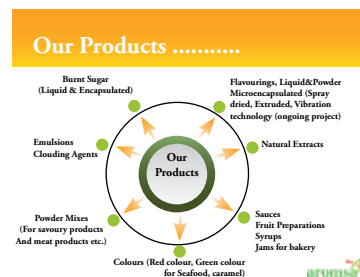 Our Products ...........
Burnt Sugar
(Liquid & Encapsulated)
Flavourings, Liquid&Powder
Microencapsulated (Spray
dried, Extruded, Vibration
technology (ongoing project)
Emulsions
Clouding Agents
Natural Extracts
Our
Products
Powder Mixes
(For savoury products
And meat products etc.)
Sauces
Fruit Preparations
Syrups
Jams for bakery
Colours (Red colour, Green colour
for Seafood, caramel)